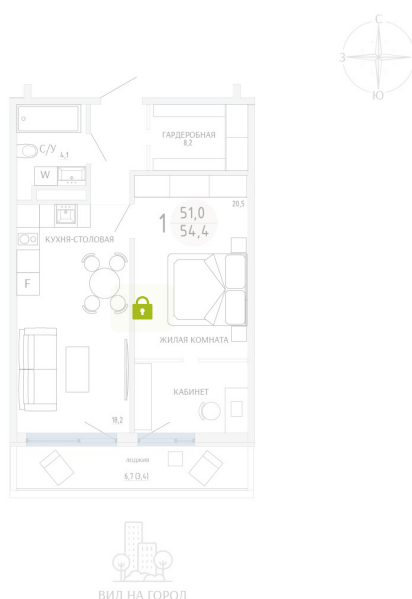 С
З
Ю
ГАРДЕРОБНАЯ
8,2
С/У
4,1
W
20,5
1
51,0
54,4
КУХНЯ-СТОЛОВАЯ
F
ЖИЛАЯ КОМНАТА
КАБИНЕТ
18,2
ЛОДЖИЯ
6,7 (3,4)
ВИД НА ГОРОД